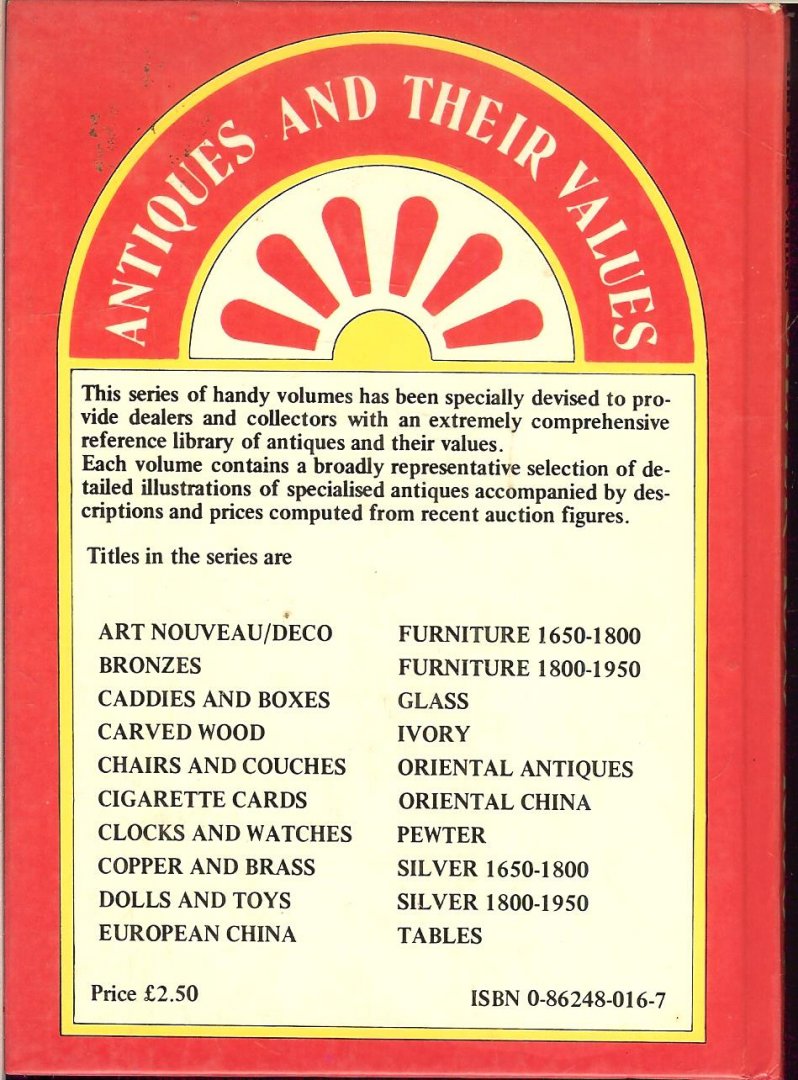 ANTIQUES AND THEIR VALUES
This series of handy volumes has been specially devised to pro-
vide dealers and collectors with an extremely comprehensive
reference library of antiques and their values.
Each volume contains a broadly representative selection of de-
tailed illustrations of specialised antiques accompanied by des-
criptions and prices computed from recent auction figures.
Titles in the series are
ART NOUVEAU/DECO
BRONZES
CADDIES AND BOXES
CARVED WOOD
CHAIRS AND COUCHES
CIGARETTE CARDS
CLOCKS AND WATCHES
COPPER AND BRASS
DOLLS AND TOYS
EUROPEAN CHINA
FURNITURE 1650-1800
FURNITURE 1800-1950
GLASS
IVORY
ORIENTAL ANTIQUES
ORIENTAL CHINA
PEWTER
SILVER 1650-1800
SILVER 1800-1950
TABLES
Price £2.50
ISBN 0-86248-016-7